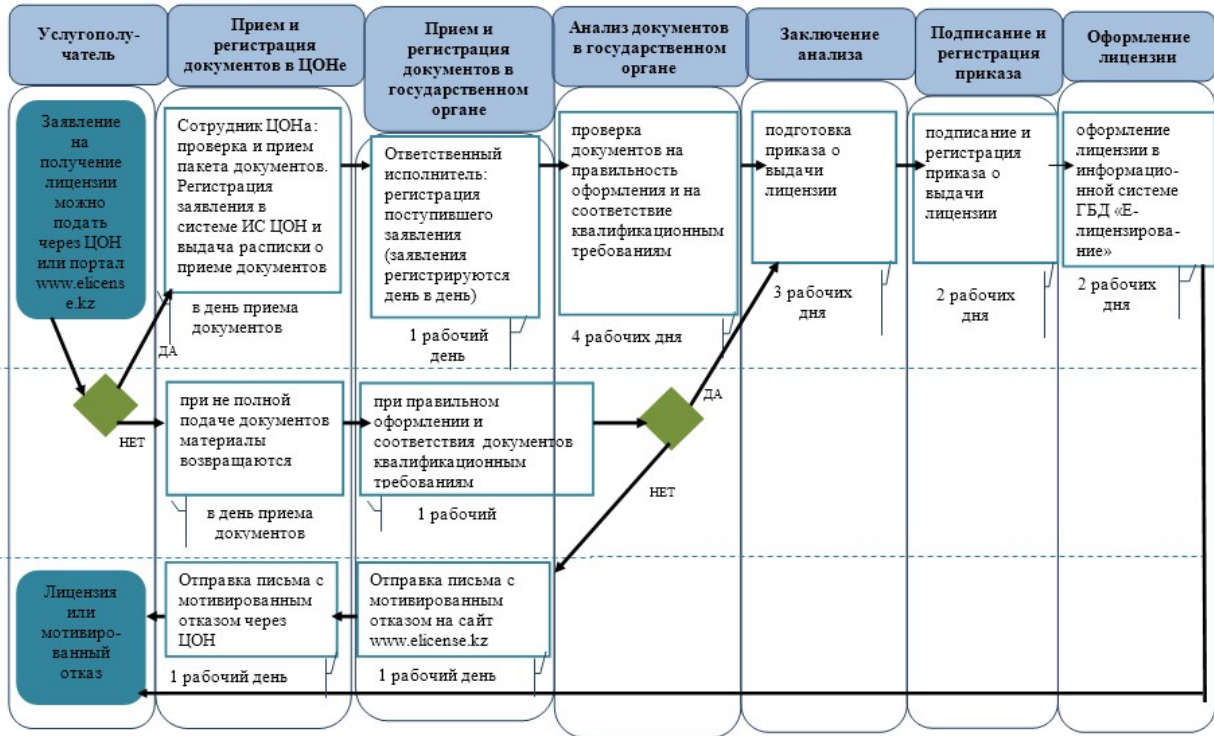 Услугополу-
чатель
Прием и
регистрация
документов в ЦОНе
Прием и
регистрация
документов в
государственном
органе
Анализ документов
в государственном
органе
Заключение
анализа
Подписание и
регистрация
приказа
Оформление
лицензии
Заявление
на
получение
лицензии
можно
подать
через ЦОН
или портал
www.elicens
e.kz
Сотрудник ЦОНа:
проверка и прием
пакета документов.
Регистрация
заявления в
системе ИС ЦОН и
выдача расписки о
приеме документов
в день приема
документов
Ответственный
исполнитель:
регистрация
поступившего
заявления
(заявления
регистрируются
день в день)
1 рабочий
день
проверка
документов на
правильность
оформления и на
соответствие
квалификационным
требованиям
4 рабочих дня
подготовка
приказа о
выдачи
лицензии
3 рабочих
дня
подписание и
регистрация
приказа о
выдачи
лицензии
2 рабочих
дня
оформление
лицензии в
информацио-
нной системе
ГБД «Е-
лицензирова-
ние»
2 рабочих
дня
ДА
НЕТ
при не полной
подаче документов
материалы
возвращаются
в день приема
документов
при правильном
оформлении и
соответствия документов
квалификационным
требованиям
1 рабочий
ДА
НЕТ
Лицензия
или
мотивиро-
ванный
отказ
Отправка письма с
мотивированным
отказом через
ЦОН
1 рабочий день
Отправка письма с
мотивированным
отказом на сайт
www.elicense.kz
1 рабочий день